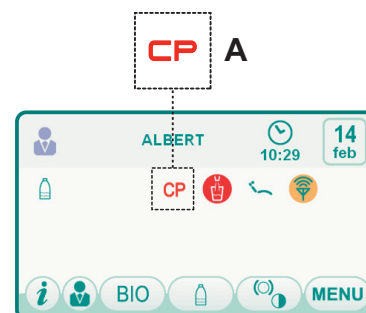 CP A
ALBERT
10:29
14
feb
CP
i
BIO
MENU